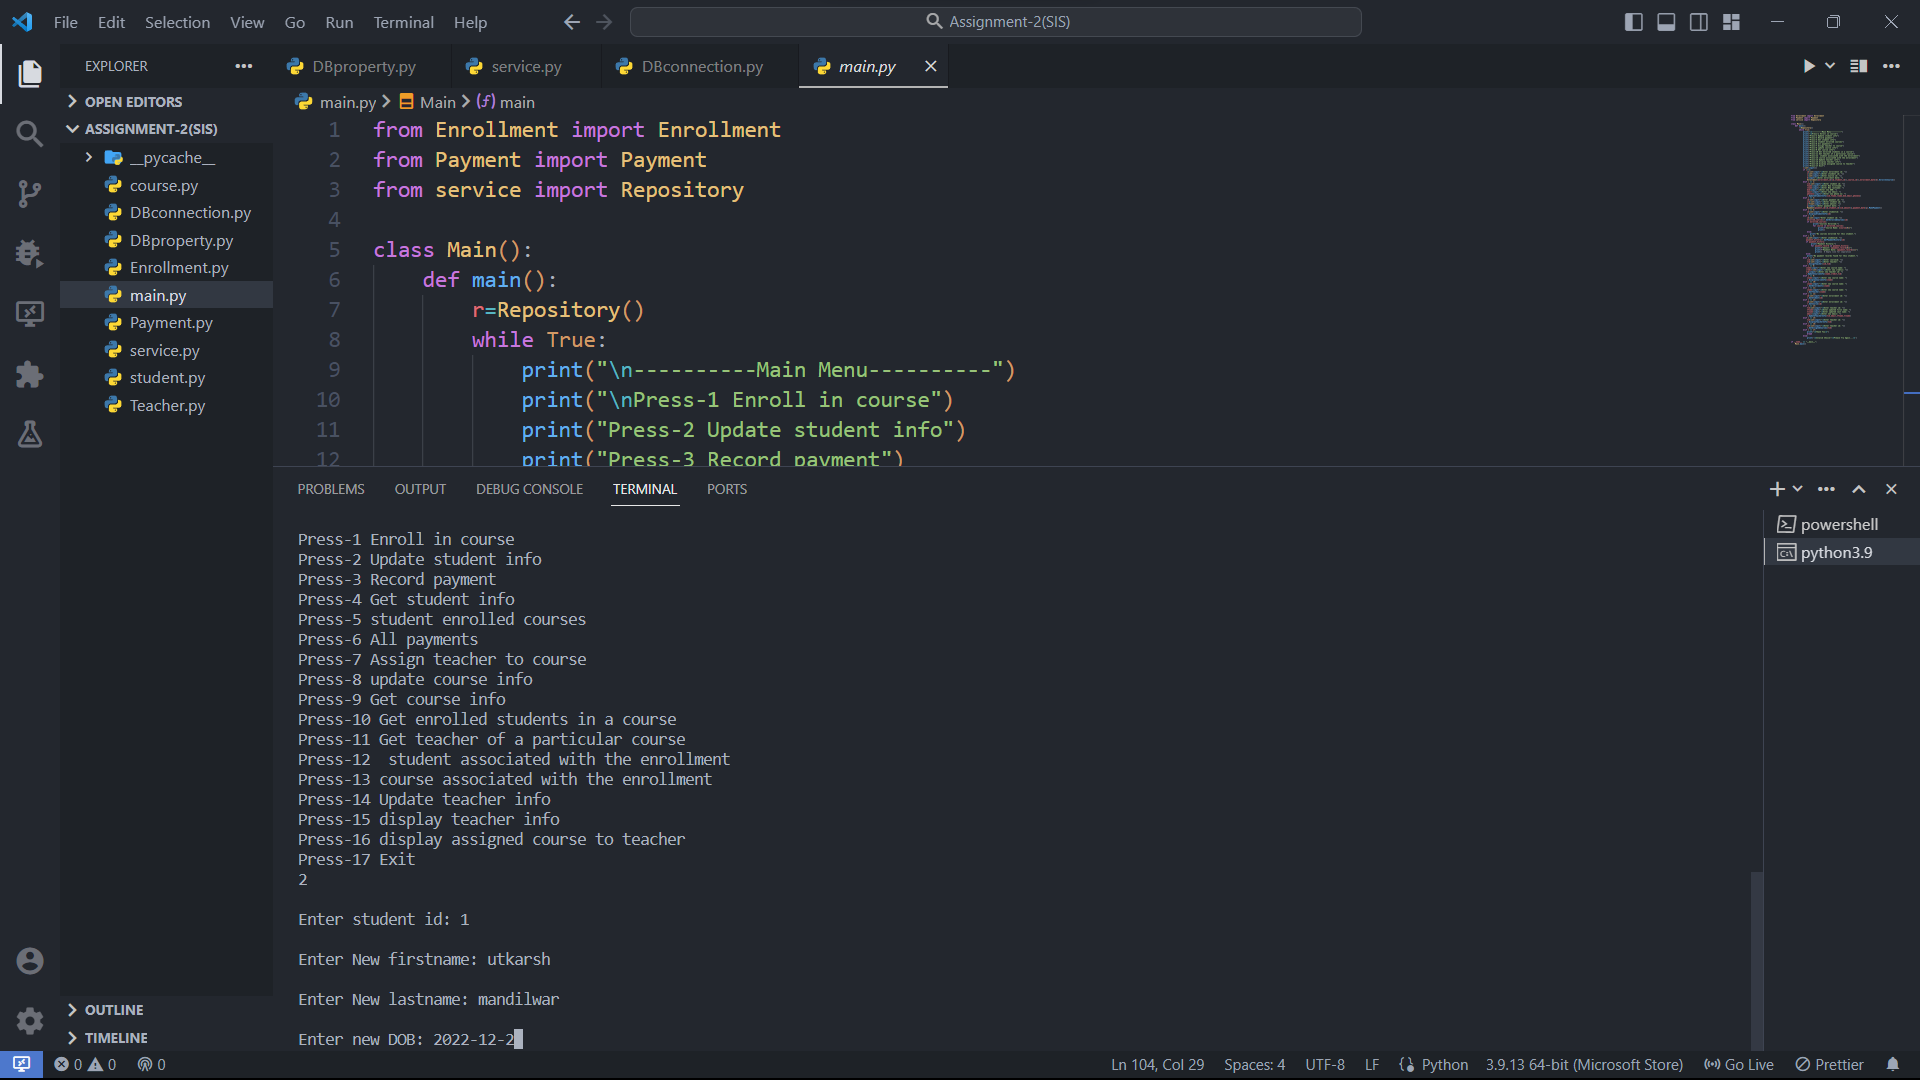 File Edit Selection View Go Run Terminal Help
Assignment-2(SIS)
EXPLORER
DBproperty.py service.py DBconnection.py main.py
OPEN EDITORS
ASSIGNMENT-2(SIS)
__pycache__
course.py
DBconnection.py
DBproperty.py
Enrollment.py
main.py
Payment.py
service.py
student.py
Teacher.py
OUTLINE
TIMELINE
main.py Main main
1 from Enrollment import Enrollment
2 from Payment import Payment
3 from service import Repository
4
5 class Main():
6 def main():
7 r=Repository()
8 while True:
9 print("\n----------Main Menu----------")
10 print("\nPress-1 Enroll in course")
11 print("Press-2 Update student info")
12 print("Press-3 Record payment")
PROBLEMS OUTPUT DEBUG CONSOLE TERMINAL PORTS
powershell
python3.9
Press-1 Enroll in course
Press-2 Update student info
Press-3 Record payment
Press-4 Get student info
Press-5 student enrolled courses
Press-6 All payments
Press-7 Assign teacher to course
Press-8 update course info
Press-9 Get course info
Press-10 Get enrolled students in a course
Press-11 Get teacher of a particular course
Press-12  student associated with the enrollment
Press-13 course associated with the enrollment
Press-14 Update teacher info
Press-15 display teacher info
Press-16 display assigned course to teacher
Press-17 Exit
2
Enter student id: 1
Enter New firstname: utkarsh
Enter New lastname: mandilwar
Enter new DOB: 2022-12-2
0 0 0 Ln 104, Col 29 Spaces: 4 UTF-8 LF Python 3.9.13 64-bit (Microsoft Store) Go Live Prettier